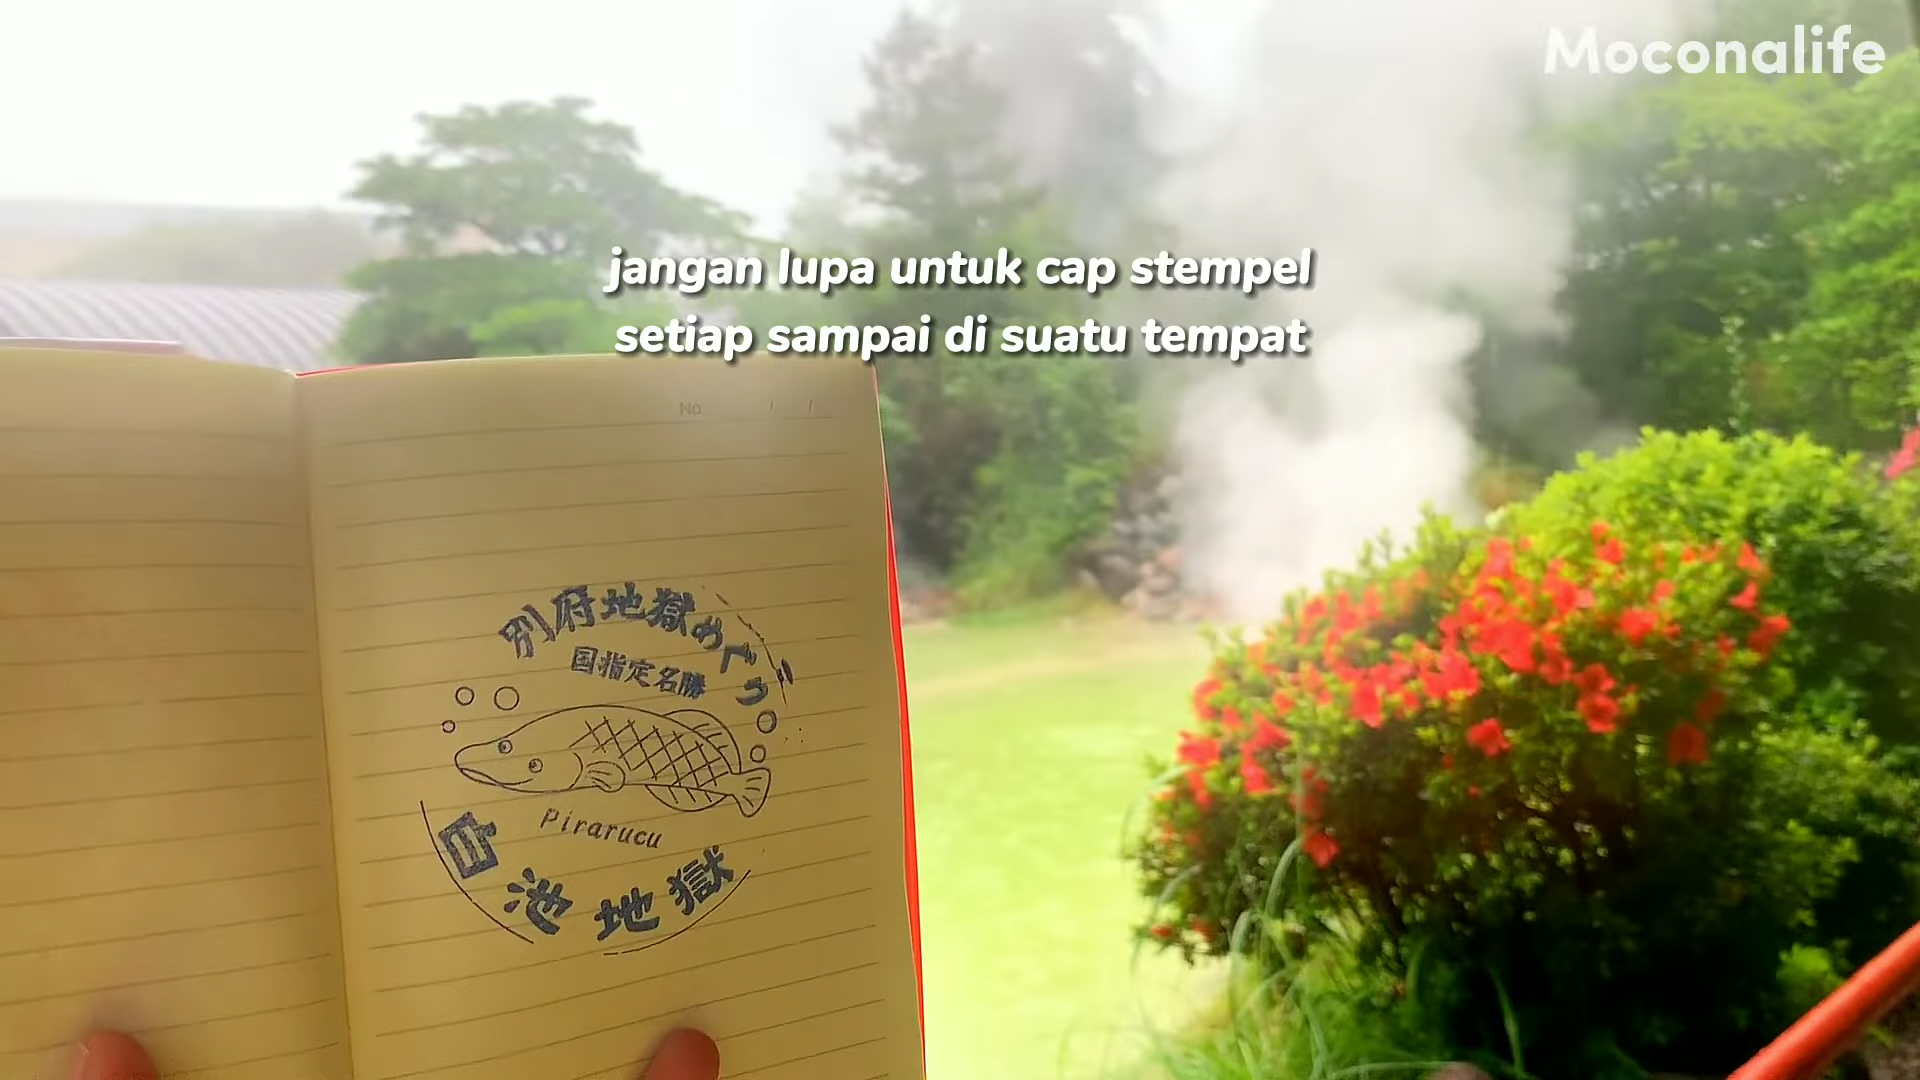 Moconalife
jangan lupa untuk cap stempel
setiap sampai di suatu tempat
No.
別府地獄めぐり
国指定名勝
Pirarucu
白池地獄